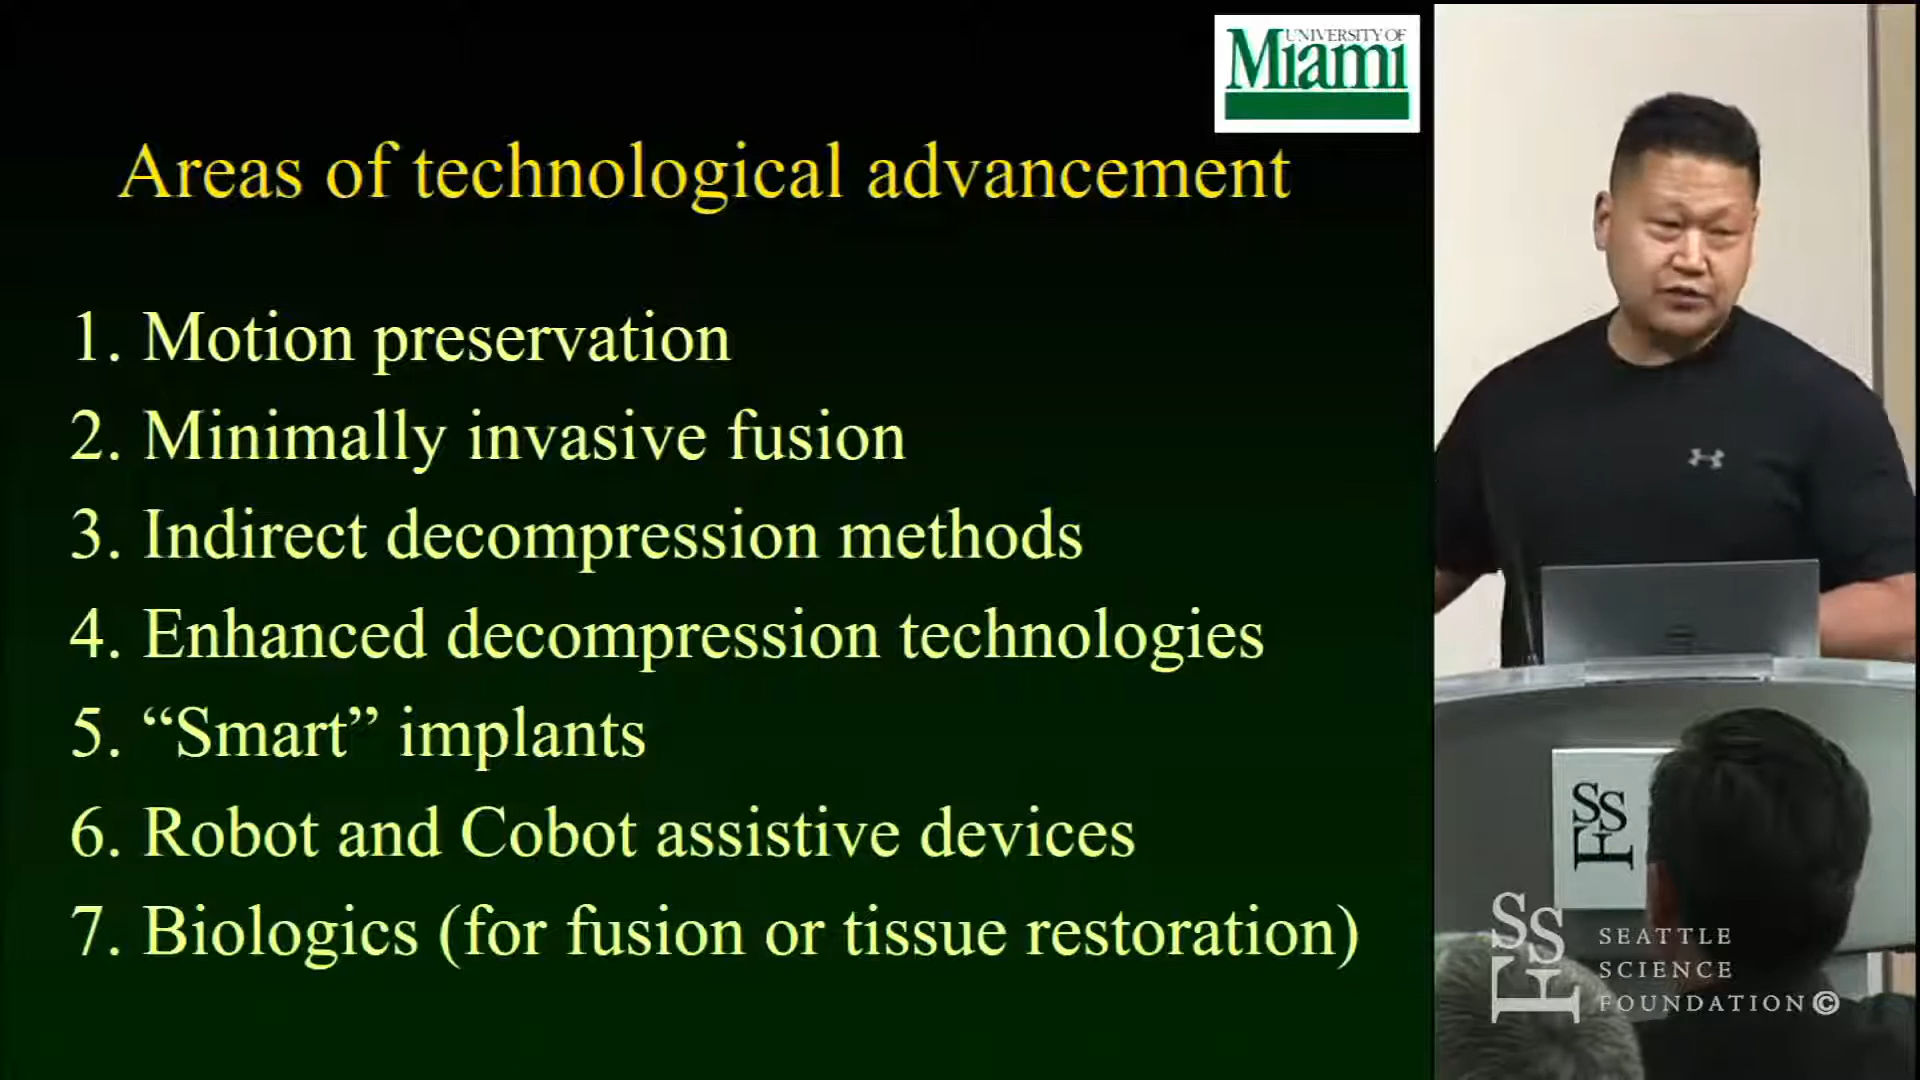 UNIVERSITY OF
Miami
Areas of technological advancement
1. Motion preservation
2. Minimally invasive fusion
3. Indirect decompression methods
4. Enhanced decompression technologies
5. “Smart” implants
6. Robot and Cobot assistive devices
7. Biologics (for fusion or tissue restoration)
SSF
SSF
SEATTLE
SCIENCE
FOUNDATION©